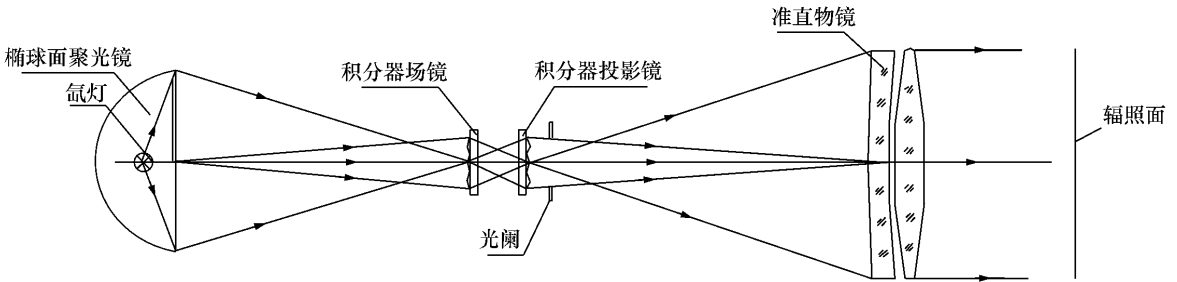 准直物镜
椭球面聚光镜
积分器场镜
积分器投影镜
氙灯
辐照面
光阑